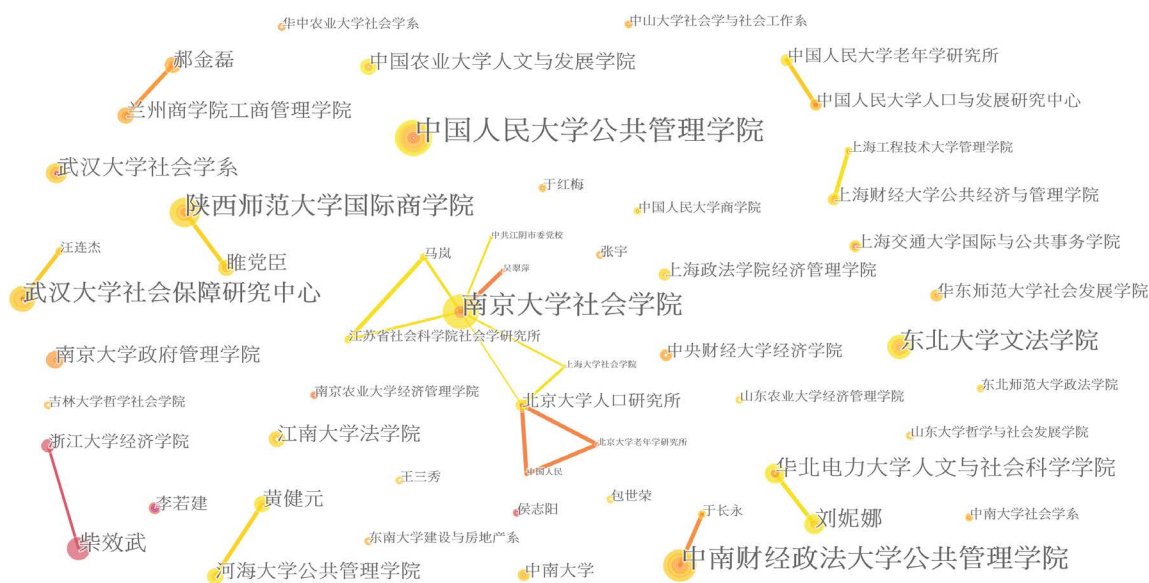 华中农业大学社会学系
中山大学社会学与社会工作系
郝金磊
中国农业大学人文与发展学院
中国人民大学老年学研究所
兰州商学院工商管理学院
中国人民大学人口与发展研究中心
中国人民大学公共管理学院
上海工程技术大学管理学院
武汉大学社会学系
于红梅
上海财经大学公共经济与管理学院
陕西师范大学国际商学院
中国人民大学商学院
中共江阴市委党校
汪连杰
马岚
张宇
上海交通大学国际与公共事务学院
睢党臣
吴翠萍
上海政法学院经济管理学院
武汉大学社会保障研究中心
南京大学社会学院
华东师范大学社会发展学院
江苏省社会科学院社会学研究所
东北大学文法学院
南京大学政府管理学院
中央财经大学经济学院
上海大学社会学院
南京农业大学经济管理学院
东北师范大学政法学院
吉林大学哲学社会学院
北京大学人口研究所
山东农业大学经济管理学院
浙江大学经济学院
江南大学法学院
北京大学老年学研究所
山东大学哲学与社会发展学院
中国人民
华北电力大学人文与社会科学学院
王三秀
李若建
黄健元
侯志阳
包世荣
于长永
刘妮娜
中南大学社会学系
柴效武
东南大学建设与房地产系
中南财经政法大学公共管理学院
河海大学公共管理学院
中南大学